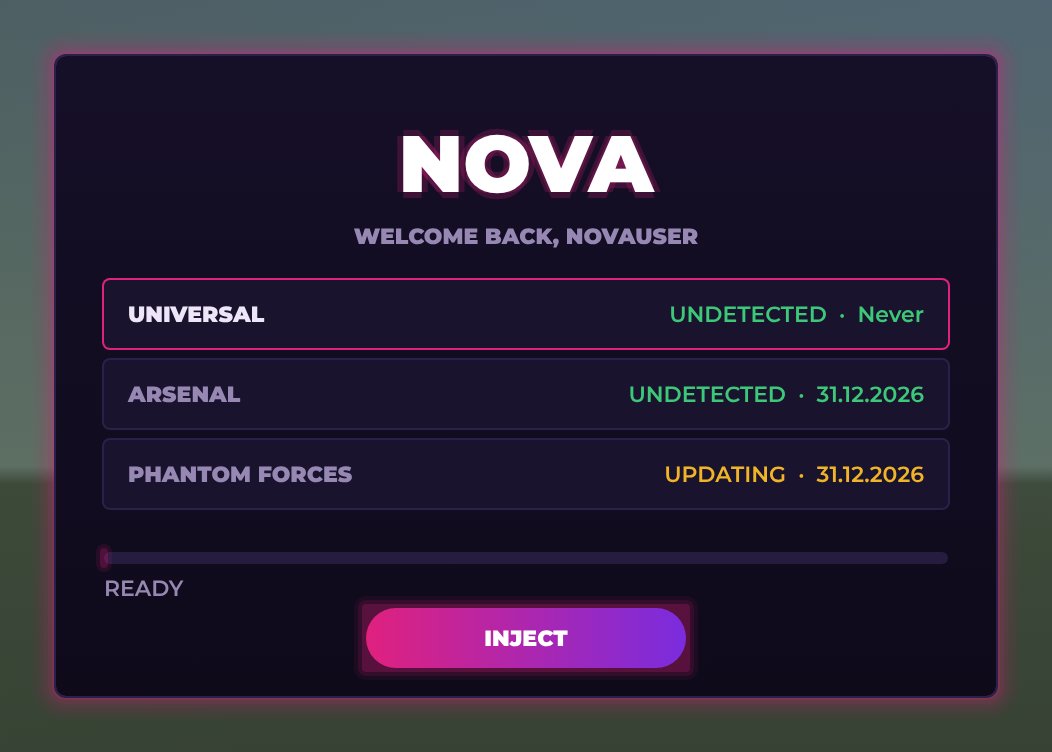 NOVA
WELCOME BACK, NOVAUSER
UNIVERSAL UNDETECTED · Never
ARSENAL UNDETECTED · 31.12.2026
PHANTOM FORCES UPDATING · 31.12.2026
READY
INJECT